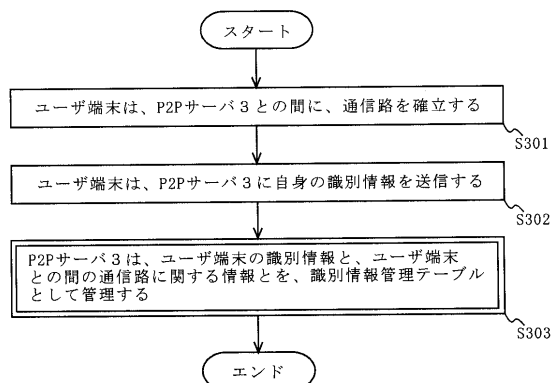 スタート
ユーザ端末は、P2Pサーバ3との間に、通信路を確立する
S301
ユーザ端末は、P2Pサーバ3に自身の識別情報を送信する
S302
P2Pサーバ3は、ユーザ端末の識別情報と、ユーザ端末
との間の通信路に関する情報とを、識別情報管理テーブル
として管理する
S303
エンド